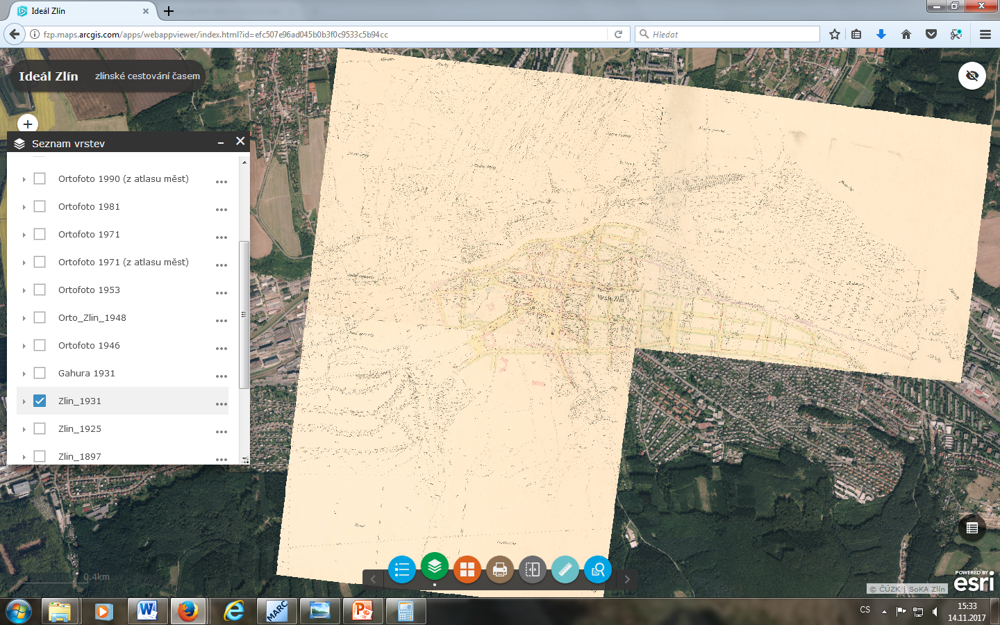 Ideál Zlín
fzp.maps.arcgis.com/apps/webappviewer/index.html?id=efc507e96ad045b0b3f0c9533c5b94cc
Hledat
Ideál Zlín
zlínské cestování časem
Seznam vrstev
Ortofoto 1990 (z atlasu měst)
Ortofoto 1981
Ortofoto 1971
Ortofoto 1971 (z atlasu měst)
Ortofoto 1953
Orto_Zlin_1948
Ortofoto 1946
Gahura 1931
Zlin_1931
Zlin_1925
Zlin_1897
0.4km
POWERED BY
esri
© ČÚZK | SoKA Zlín
MARC
CS
15:33
14.11.2017